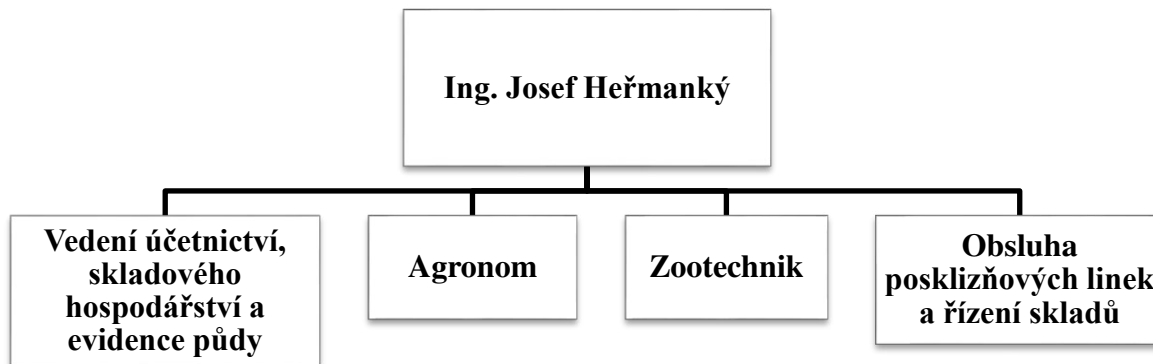 Ing. Josef Heřmanký
Vedení účetnictví,
skladového
hospodářství a
evidence půdy
Agronom
Zootechnik
Obsluha
posklizňových linek
a řízení skladů